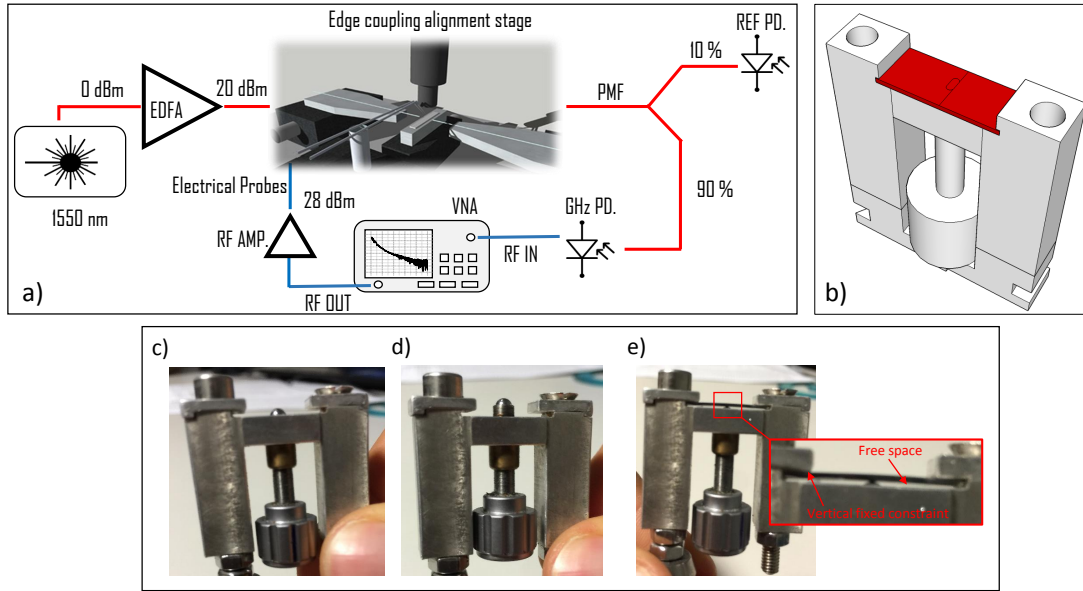 Edge coupling alignment stage
REF PD.
10 %
0 dBm
EDFA
20 dBm
PMF
1550 nm
Electrical Probes
28 dBm
RF AMP.
VNA
RF OUT
RF IN
GHz PD.
90 %
a)
b)
c)
d)
e)
Free space
Vertical fixed constraint